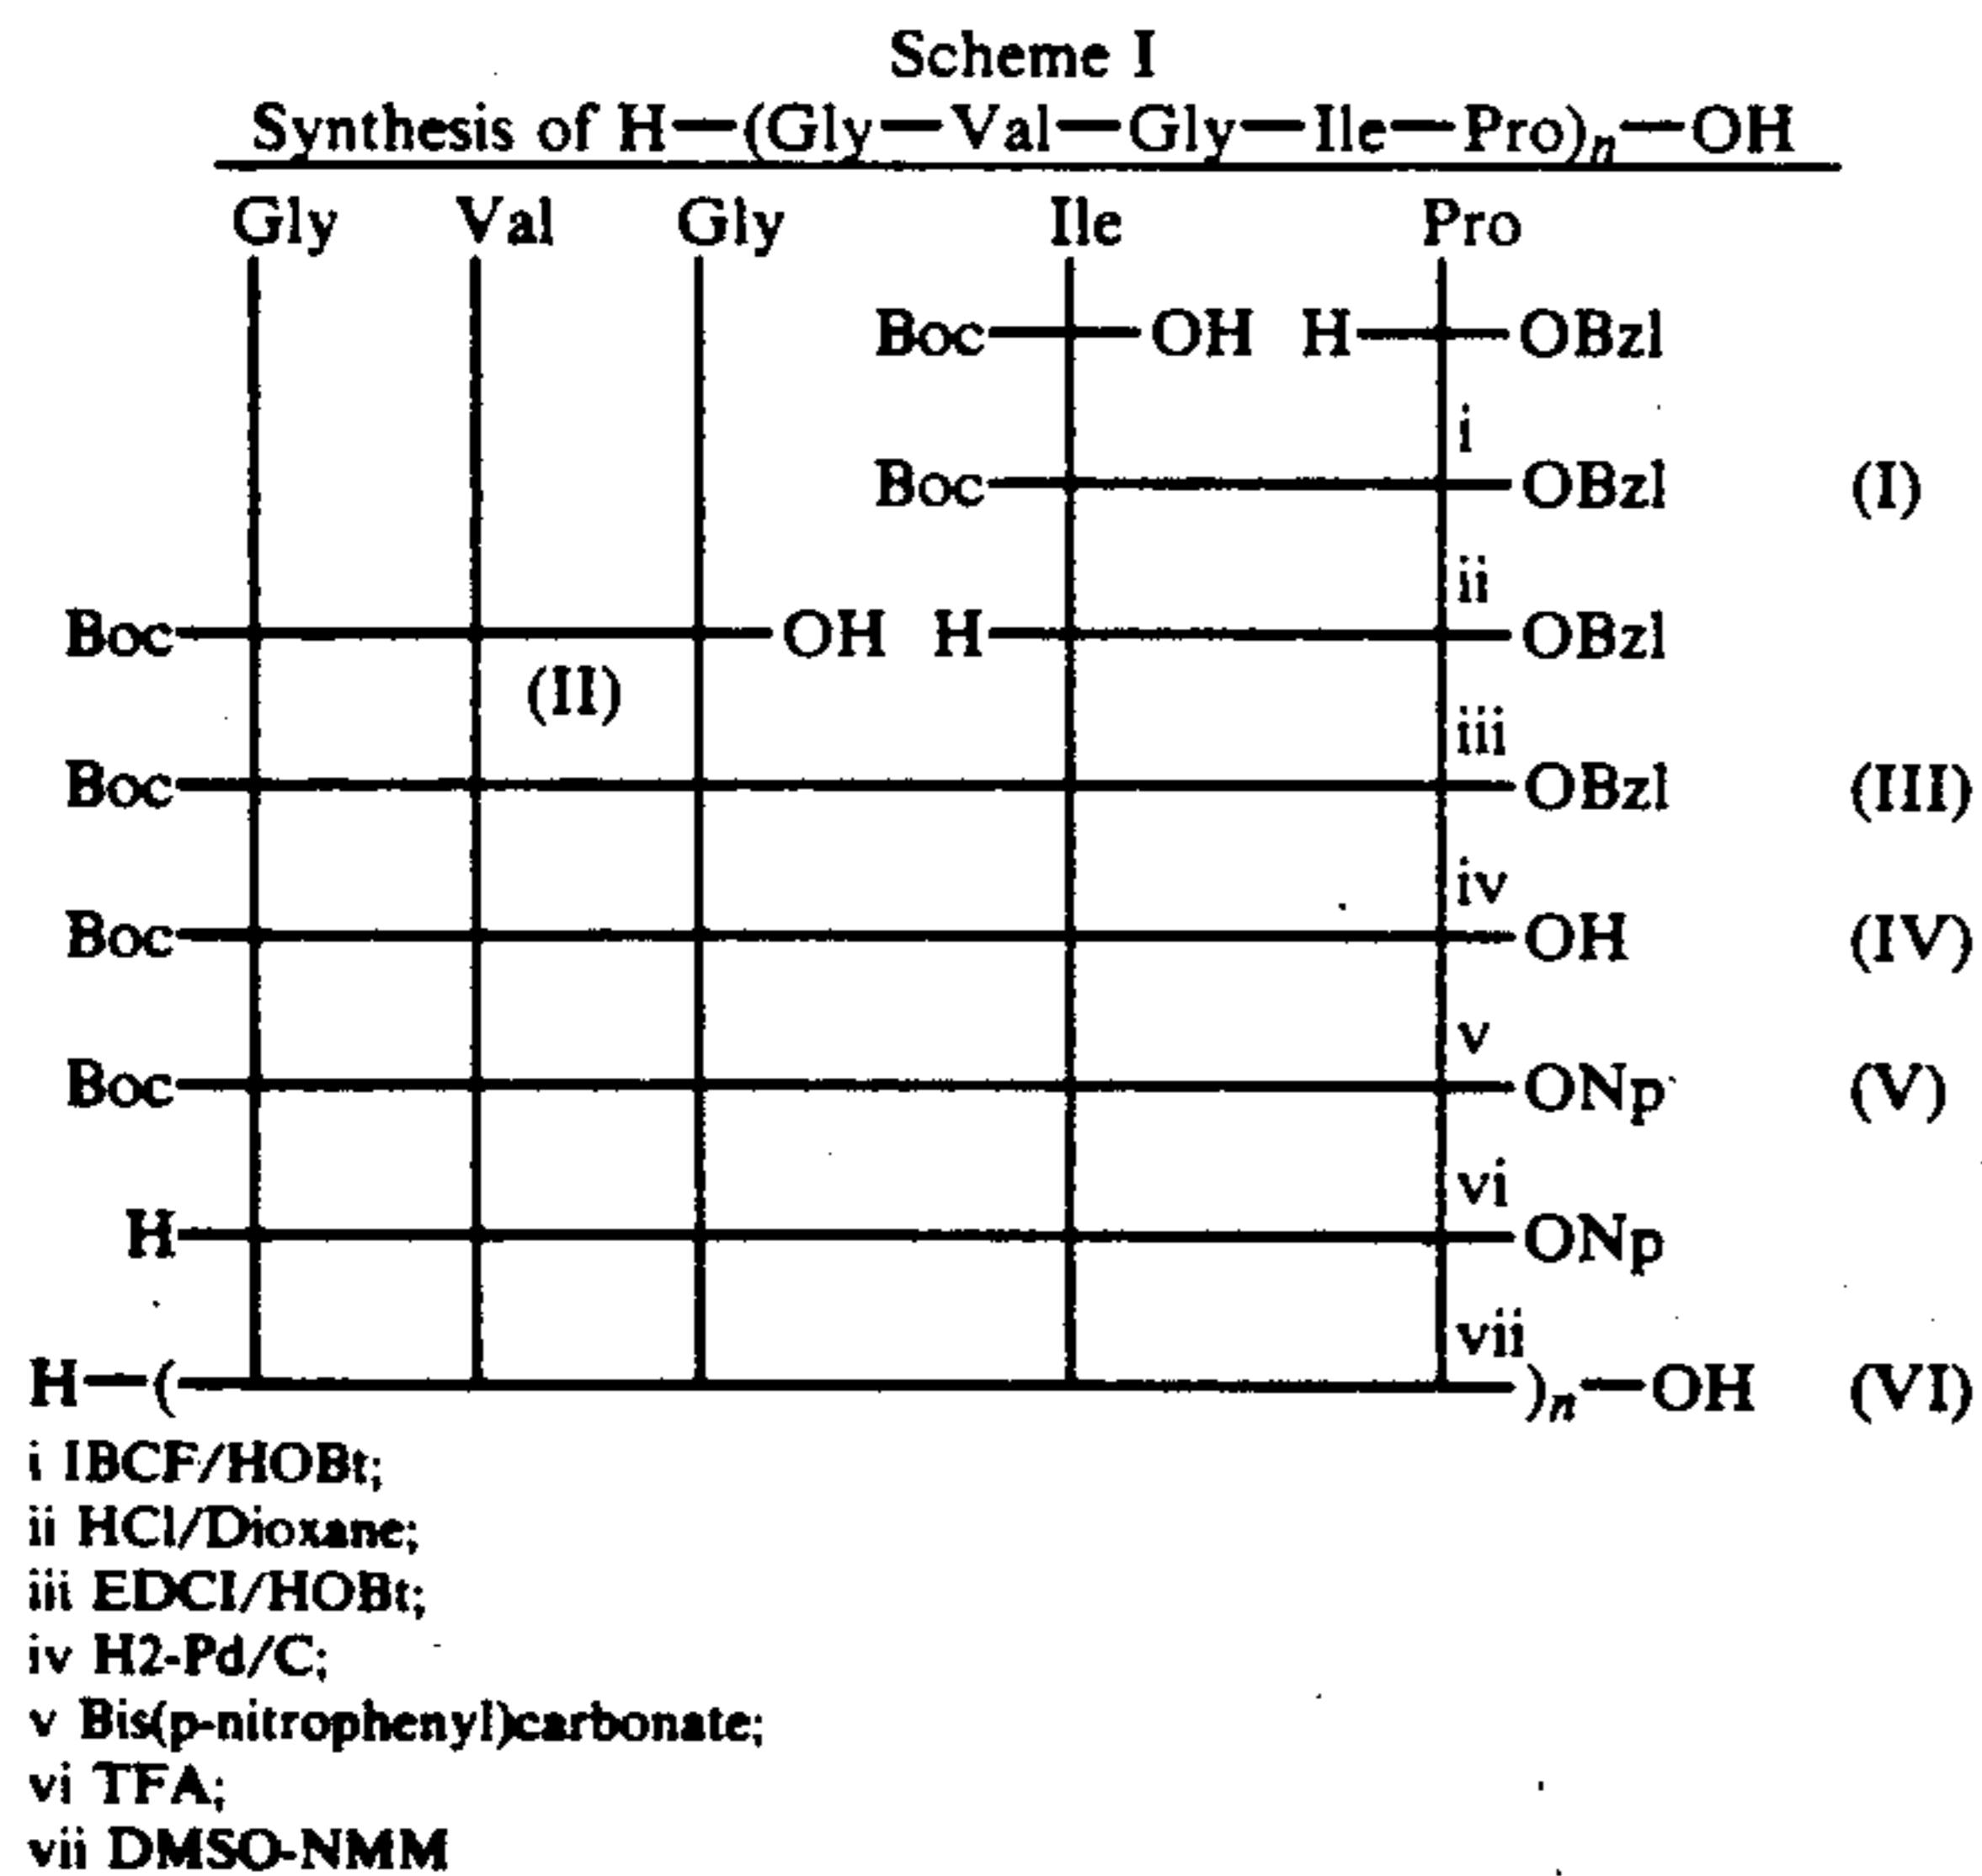 Scheme I
Synthesis of H—(Gly—Val—Gly—Ile—Pro)n—OH
Gly Val Gly Ile Pro
Boc OH H OBzl
i
Boc OBzl (I)
ii
Boc OH H OBzl
(II)
iii
Boc OBzl (III)
iv
Boc OH (IV)
v
Boc ONp (V)
vi
H ONp
vii
H—( )n—OH (VI)
i IBCF/HOBt;
ii HCl/Dioxane;
iii EDCI/HOBt;
iv H2-Pd/C;
v Bis(p-nitrophenyl)carbonate;
vi TFA;
vii DMSO-NMM